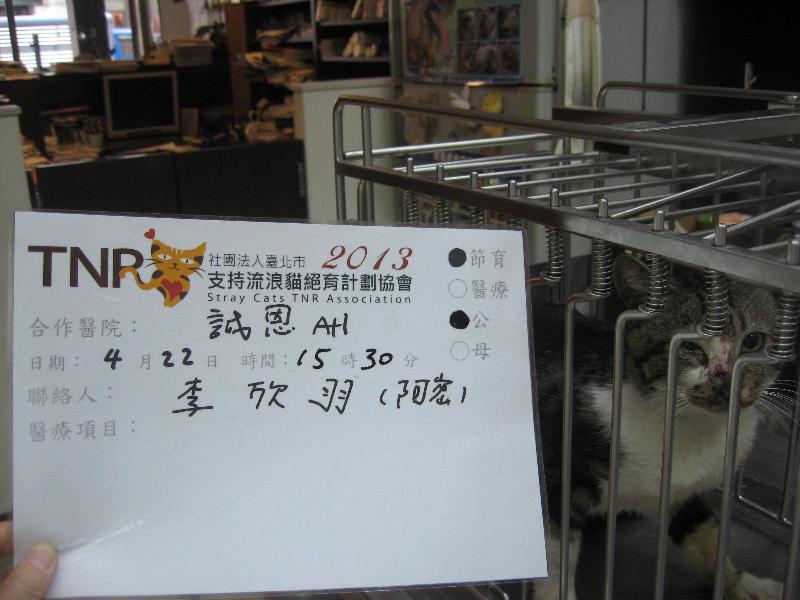 TNR 社團法人臺北市 2013
支持流浪貓絕育計劃協會
Stray Cats TNR Association
●節育
○醫療
●公
○母
合作醫院： 誠恩 AH
日期： 4 月 22 日 時間：15 時 30 分
聯絡人： 李欣羽（阿密）
醫療項目：